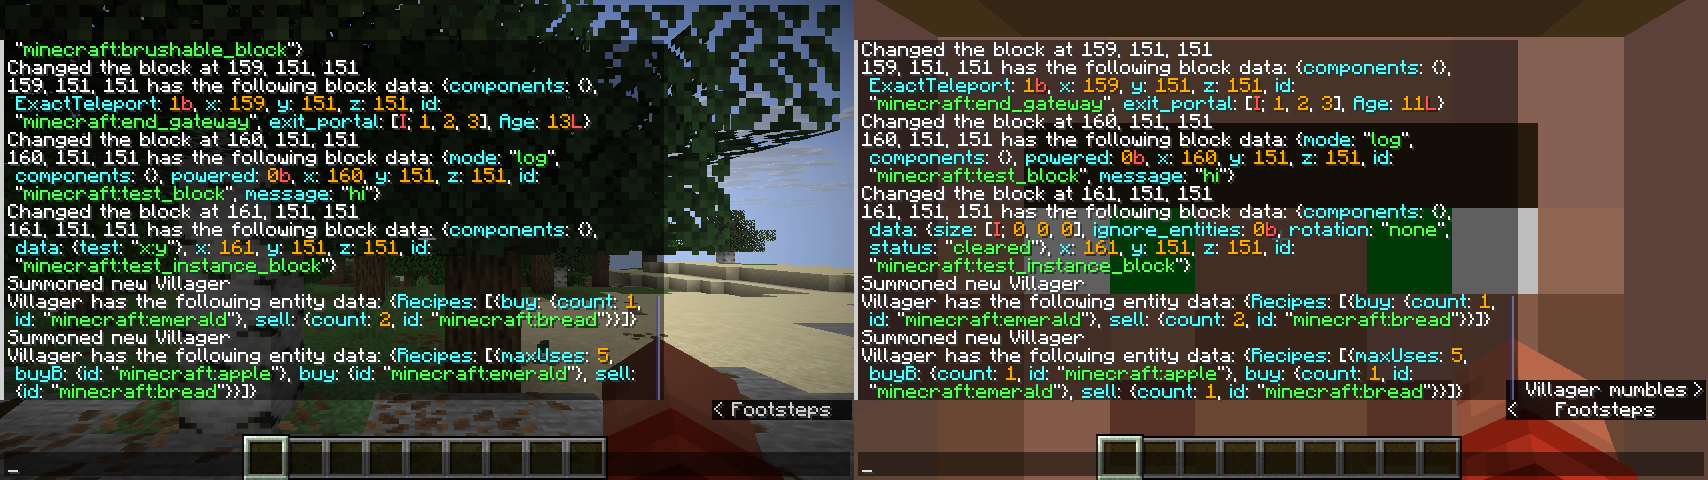 "minecraft:brushable_block"}
Changed the block at 159, 151, 151
159, 151, 151 has the following block data: {components: {},
ExactTeleport: 1b, x: 159, y: 151, z: 151, id:
"minecraft:end_gateway", exit_portal: [I; 1, 2, 3], Age: 13L}
Changed the block at 160, 151, 151
160, 151, 151 has the following block data: {mode: "log",
components: {}, powered: 0b, x: 160, y: 151, z: 151, id:
"minecraft:test_block", message: "hi"}
Changed the block at 161, 151, 151
161, 151, 151 has the following block data: {components: {},
data: {test: "x:y"}, x: 161, y: 151, z: 151, id:
"minecraft:test_instance_block"}
Summoned new Villager
Villager has the following entity data: {Recipes: [{buy: {count: 1,
id: "minecraft:emerald"}, sell: {count: 2, id: "minecraft:bread"}}]}
Summoned new Villager
Villager has the following entity data: {Recipes: [{maxUses: 5,
buyB: {id: "minecraft:apple"}, buy: {id: "minecraft:emerald"}, sell:
{id: "minecraft:bread"}}]}
< Footsteps
_
Changed the block at 159, 151, 151
159, 151, 151 has the following block data: {components: {},
ExactTeleport: 1b, x: 159, y: 151, z: 151, id:
"minecraft:end_gateway", exit_portal: [I; 1, 2, 3], Age: 11L}
Changed the block at 160, 151, 151
160, 151, 151 has the following block data: {mode: "log",
components: {}, powered: 0b, x: 160, y: 151, z: 151, id:
"minecraft:test_block", message: "hi"}
Changed the block at 161, 151, 151
161, 151, 151 has the following block data: {components: {},
data: {size: [I; 0, 0, 0], ignore_entities: 0b, rotation: "none",
status: "cleared"}, x: 161, y: 151, z: 151, id:
"minecraft:test_instance_block"}
Summoned new Villager
Villager has the following entity data: {Recipes: [{buy: {count: 1,
id: "minecraft:emerald"}, sell: {count: 2, id: "minecraft:bread"}}]}
Summoned new Villager
Villager has the following entity data: {Recipes: [{maxUses: 5,
buyB: {count: 1, id: "minecraft:apple"}, buy: {count: 1, id:
"minecraft:emerald"}, sell: {count: 1, id: "minecraft:bread"}}]}
Villager mumbles >
< Footsteps
_